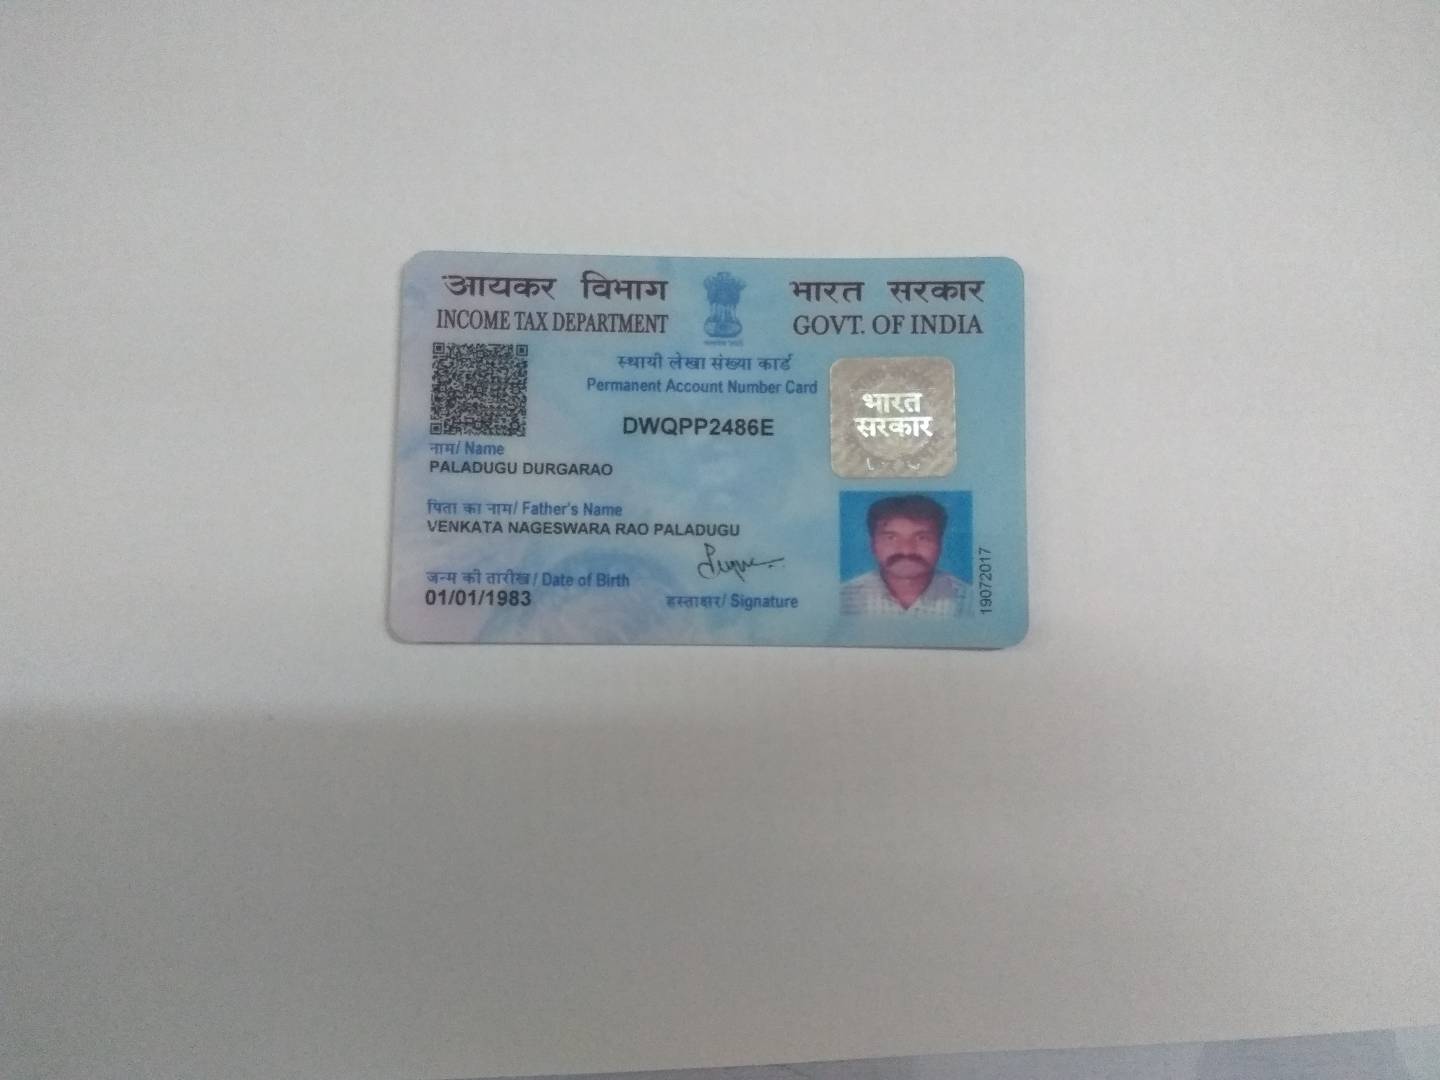 आयकर विभाग
INCOME TAX DEPARTMENT
भारत सरकार
GOVT. OF INDIA
स्थायी लेखा संख्या कार्ड
Permanent Account Number Card
DWQPP2486E
भारत
सरकार
नाम/ Name
PALADUGU DURGARAO
पिता का नाम/ Father's Name
VENKATA NAGESWARA RAO PALADUGU
जन्म की तारीख/ Date of Birth
01/01/1983
हस्ताक्षर/ Signature
19072017